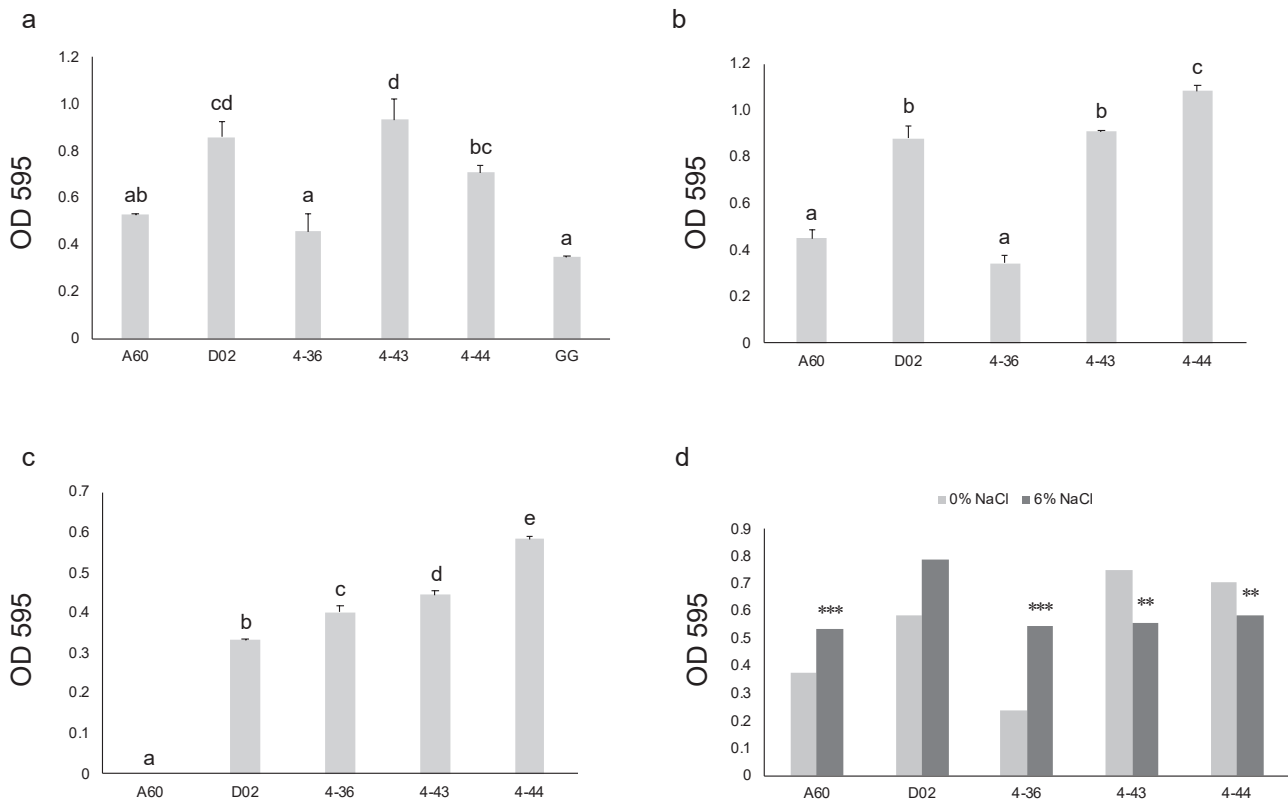 a
1.2
1.0
0.8
0.6
0.4
0.2
0
OD 595
ab
cd
a
d
bc
a
A60 D02 4-36 4-43 4-44 GG
b
1.2
1.0
0.8
0.6
0.4
0.2
0
OD 595
a
b
a
b
c
A60 D02 4-36 4-43 4-44
c
0.7
0.6
0.5
0.4
0.3
0.2
0.1
0
OD 595
a
b
c
d
e
A60 D02 4-36 4-43 4-44
d
0% NaCl 6% NaCl
0.9
0.8
0.7
0.6
0.5
0.4
0.3
0.2
0.1
0
OD 595
*** *** ** **
A60 D02 4-36 4-43 4-44